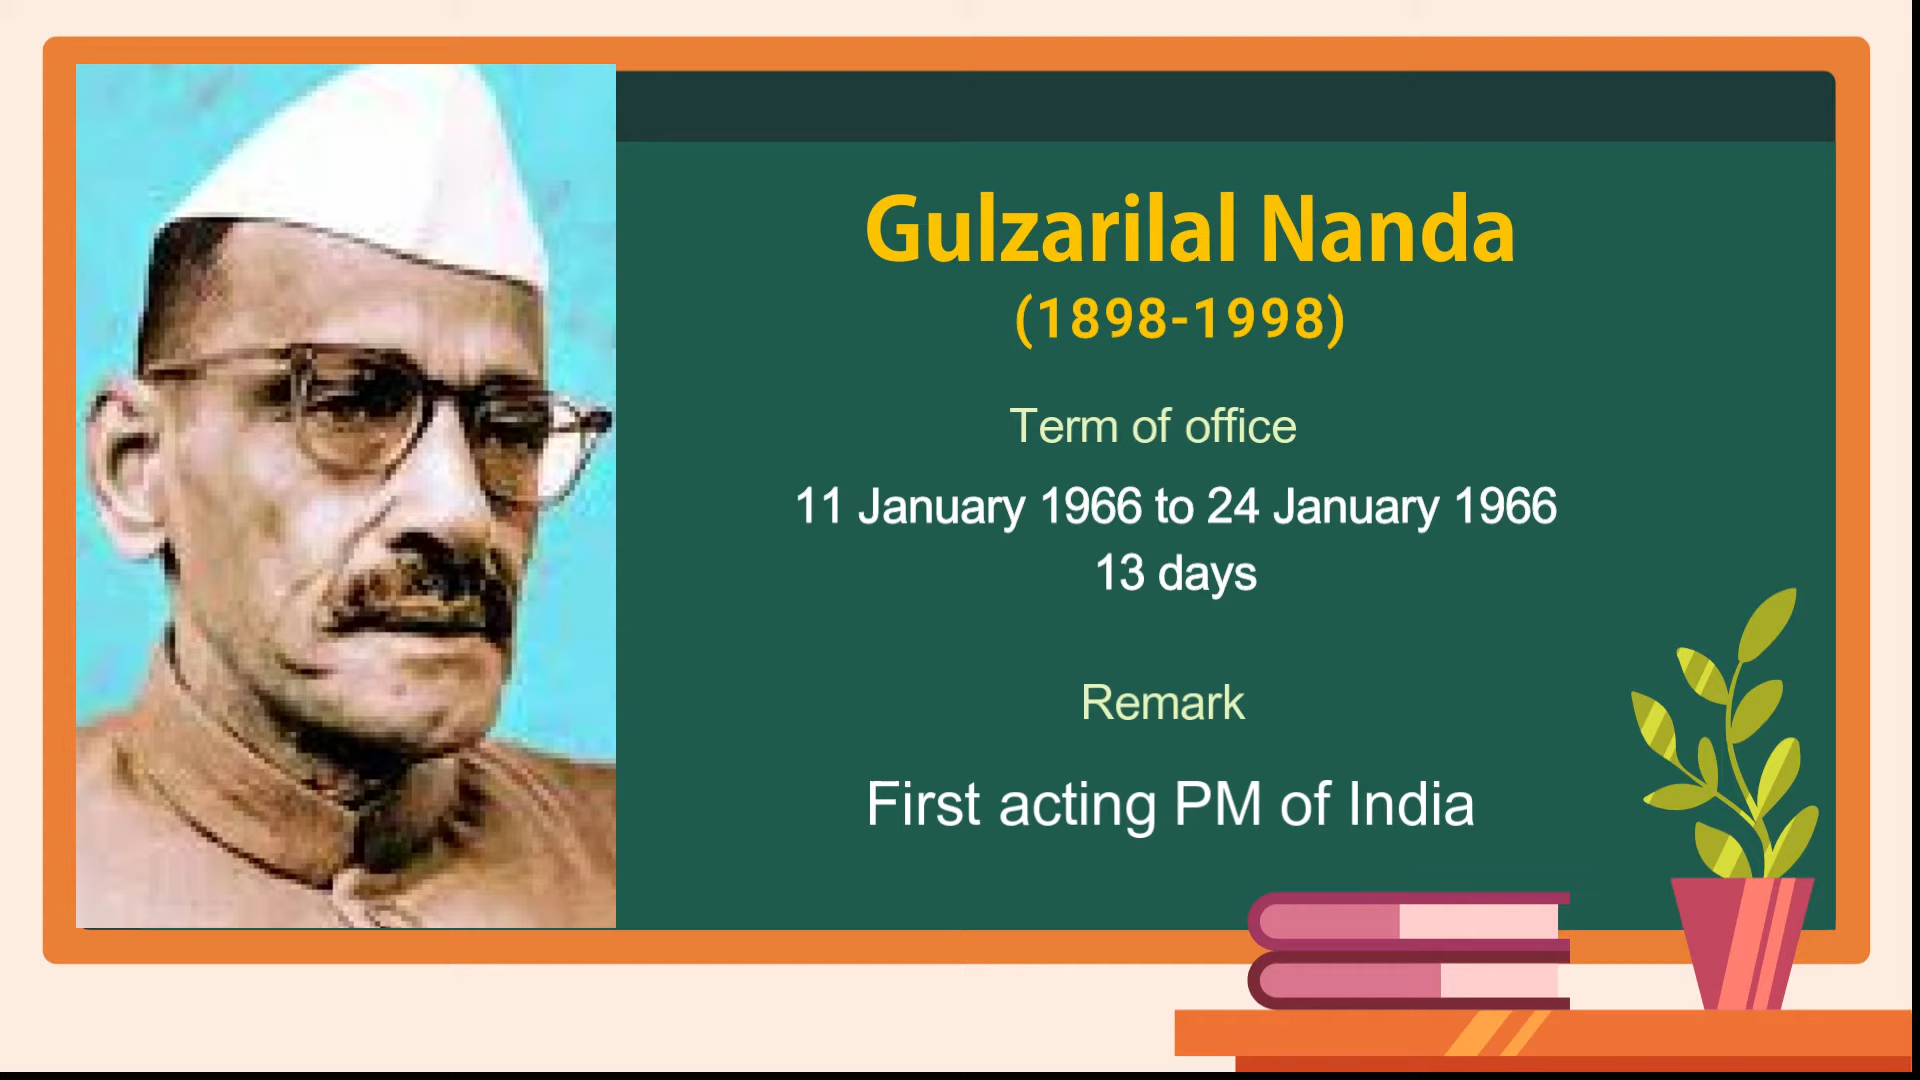 Gulzarilal Nanda
(1898-1998)
Term of office
11 January 1966 to 24 January 1966
13 days
Remark
First acting PM of India